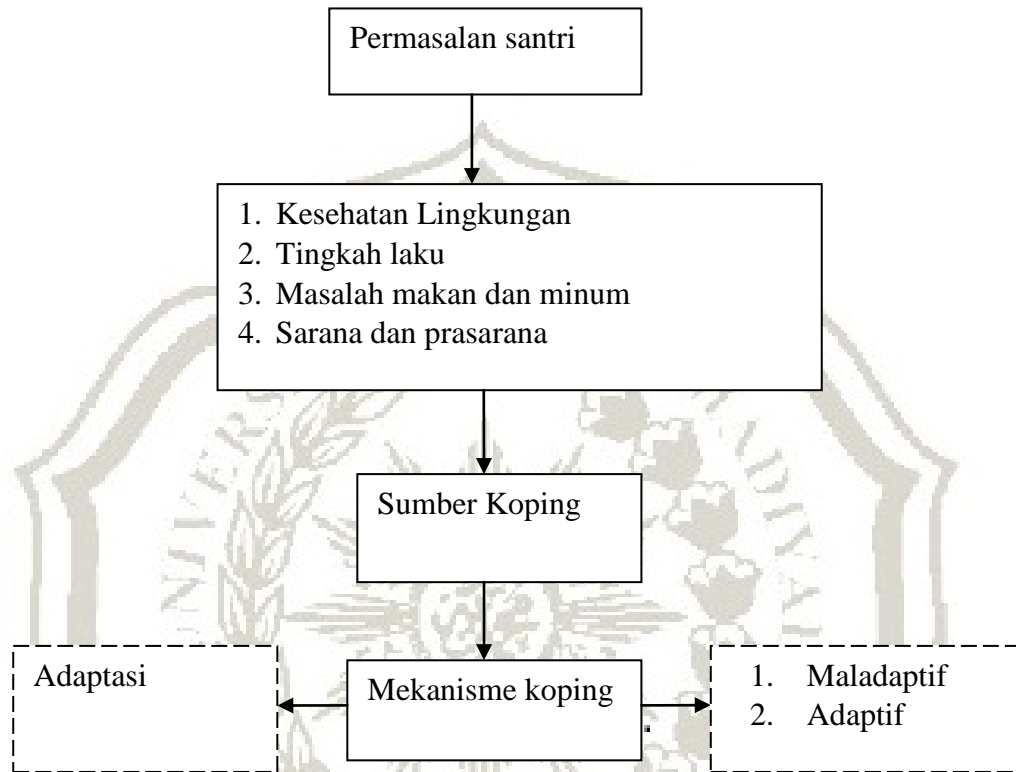 Permasalan santri
1. Kesehatan Lingkungan
2. Tingkah laku
3. Masalah makan dan minum
4. Sarana dan prasarana
Sumber Koping
Adaptasi
Mekanisme koping
1. Maladaptif
2. Adaptif